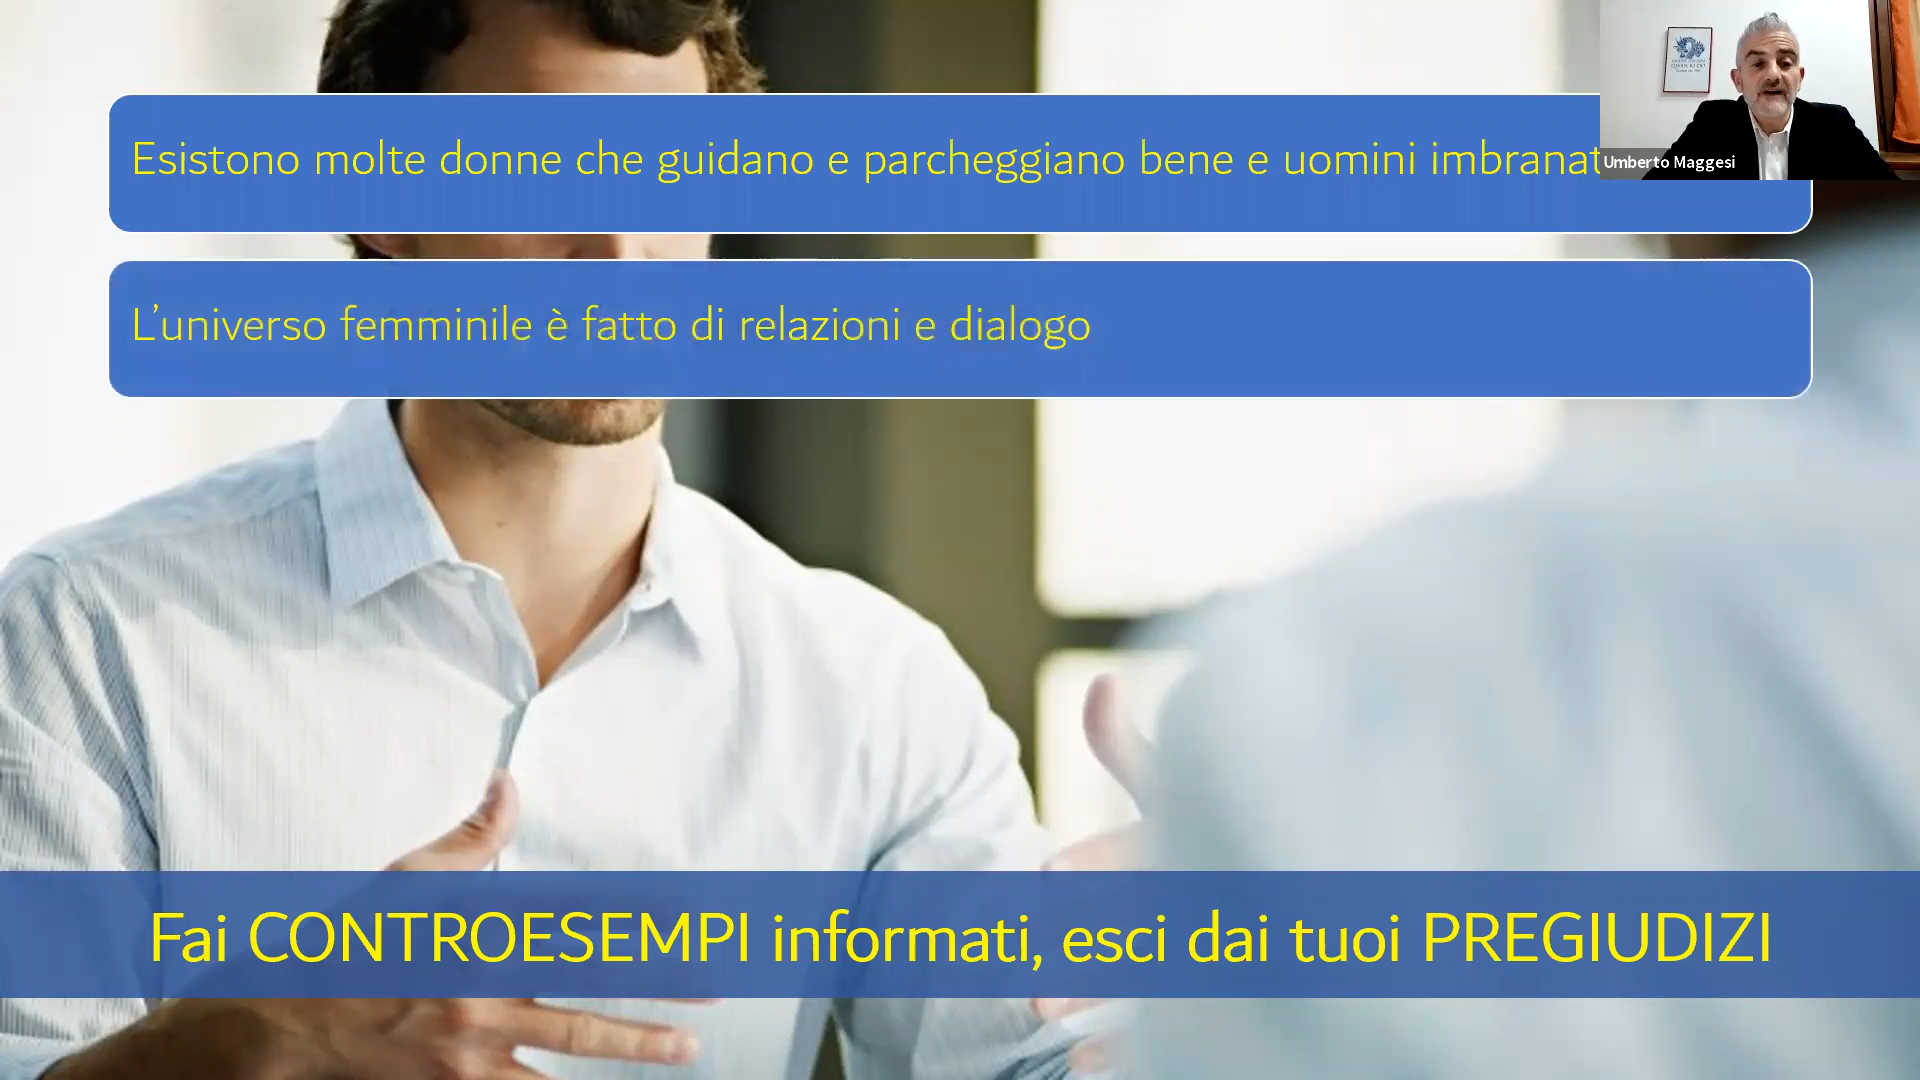 Esistono molte donne che guidano e parcheggiano bene e uomini imbranat
Umberto Maggesi
L'universo femminile è fatto di relazioni e dialogo
Fai CONTROESEMPI informati, esci dai tuoi PREGIUDIZI